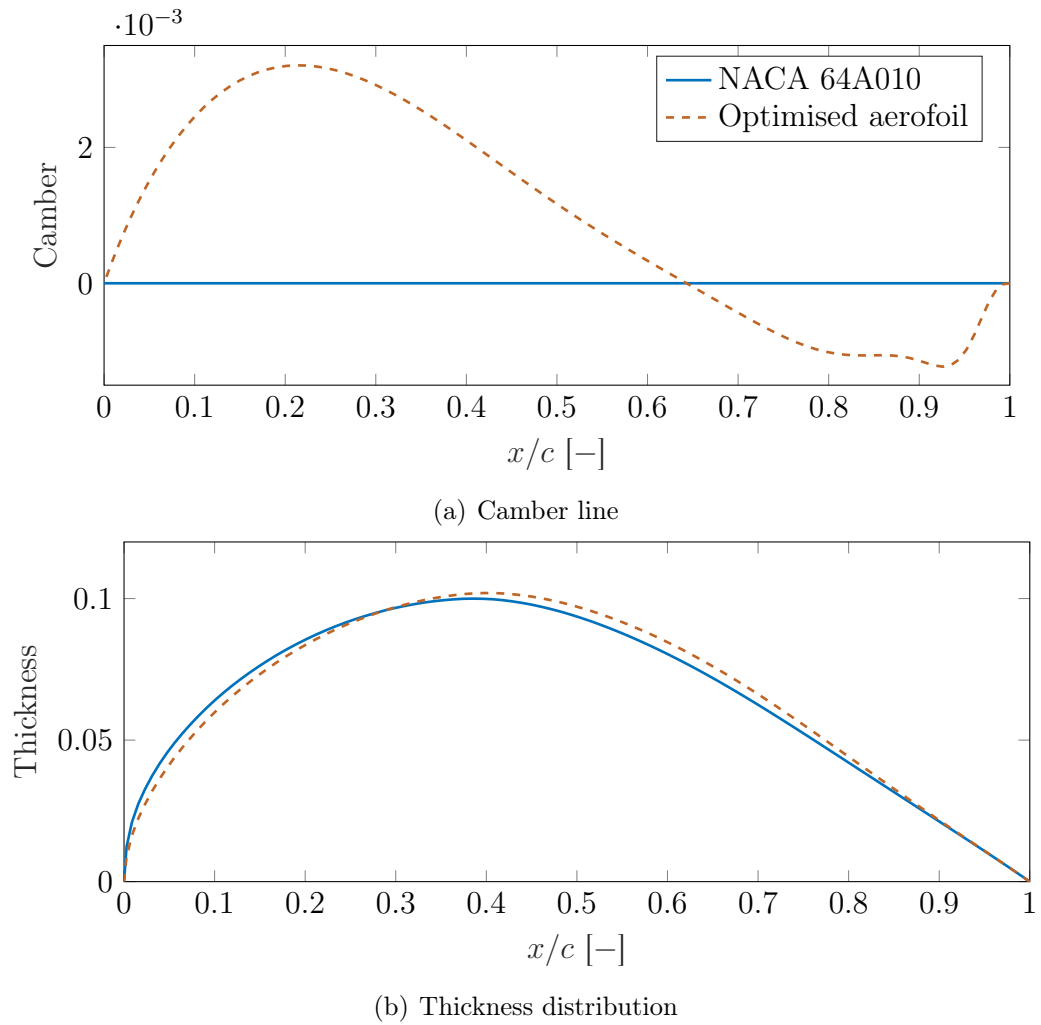 ·10−3
NACA 64A010
Optimised aerofoil
Camber
2
0
0 0.1 0.2 0.3 0.4 0.5 0.6 0.7 0.8 0.9 1
x/c [−]
(a) Camber line
Thickness
0.1
0.05
0
0 0.1 0.2 0.3 0.4 0.5 0.6 0.7 0.8 0.9 1
x/c [−]
(b) Thickness distribution